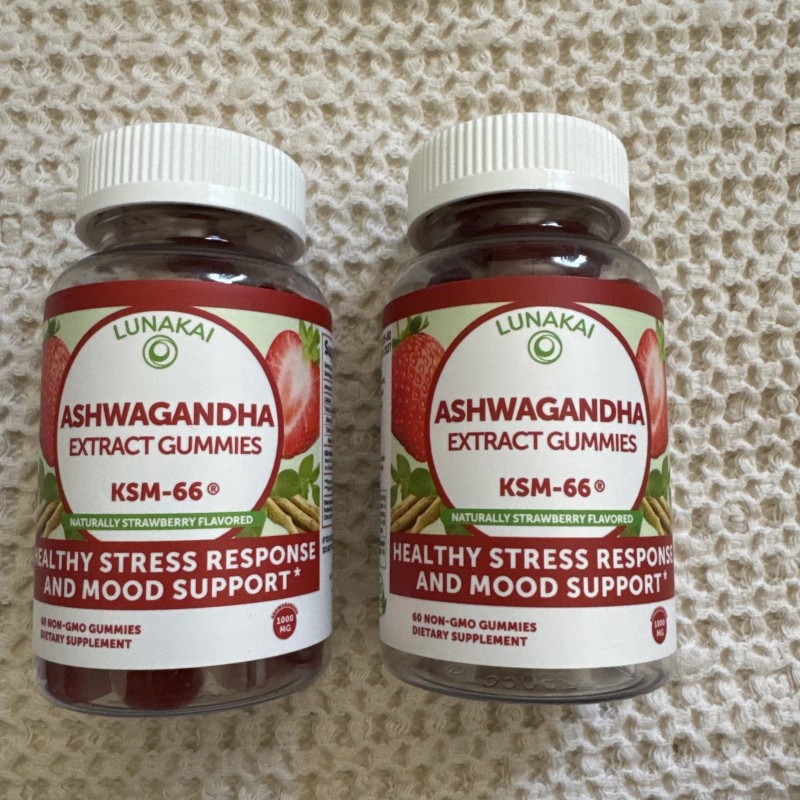 LUNAKAI
ASHWAGANDHA
EXTRACT GUMMIES
KSM-66®
NATURALLY STRAWBERRY FLAVORED
HEALTHY STRESS RESPONSE
AND MOOD SUPPORT*
60 NON-GMO GUMMIES
DIETARY SUPPLEMENT
ASHWAGANDHA
1000
MG
LUNAKAI
ASHWAGANDHA
EXTRACT GUMMIES
KSM-66®
NATURALLY STRAWBERRY FLAVORED
HEALTHY STRESS RESPONSE
AND MOOD SUPPORT*
60 NON-GMO GUMMIES
DIETARY SUPPLEMENT
1000
MG